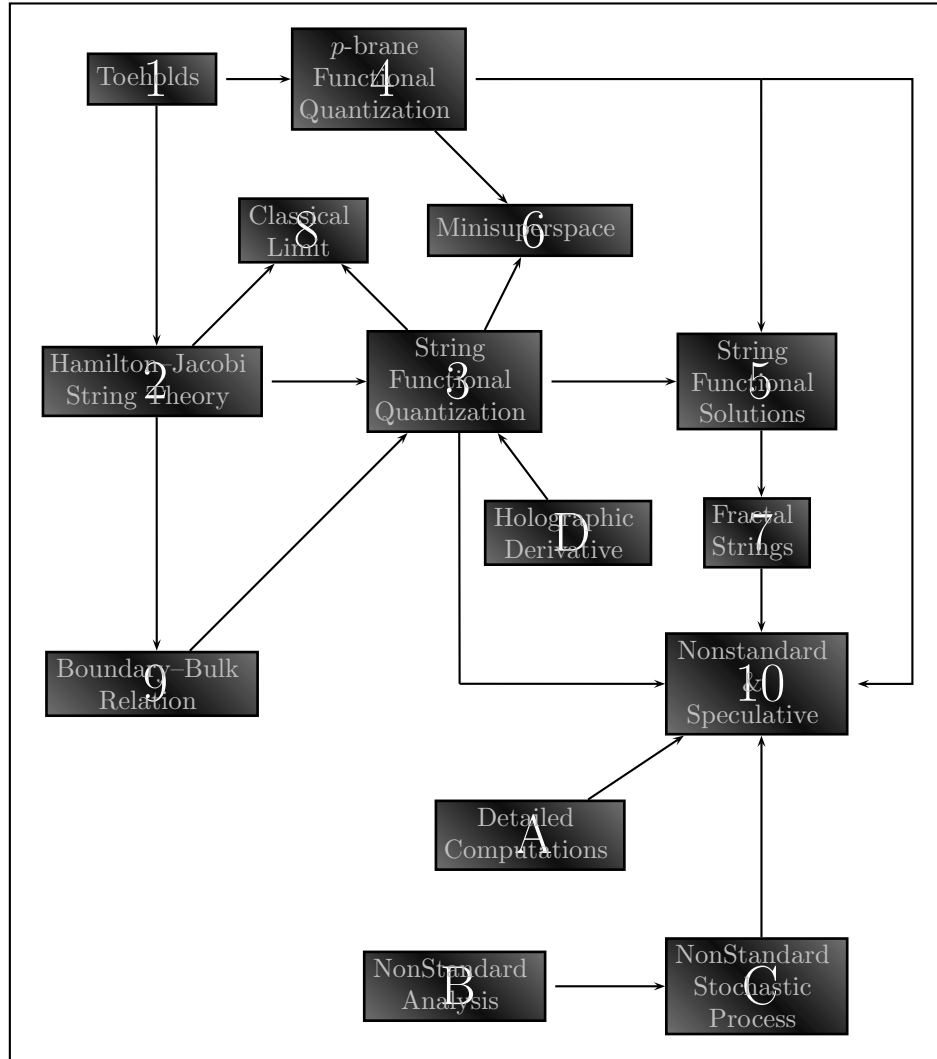 Toeholds
1
p-brane
Functional
Quantization
4
Classical
Limit
8
Minisuperspace
6
Hamilton–Jacobi
String Theory
2
String
Functional
Quantization
3
String
Functional
Solutions
5
Holographic
Derivative
D
Fractal
Strings
7
Boundary–Bulk
Relation
9
Nonstandard
&
Speculative
10
Detailed
Computations
A
NonStandard
Analysis
B
NonStandard
Stochastic
Process
C